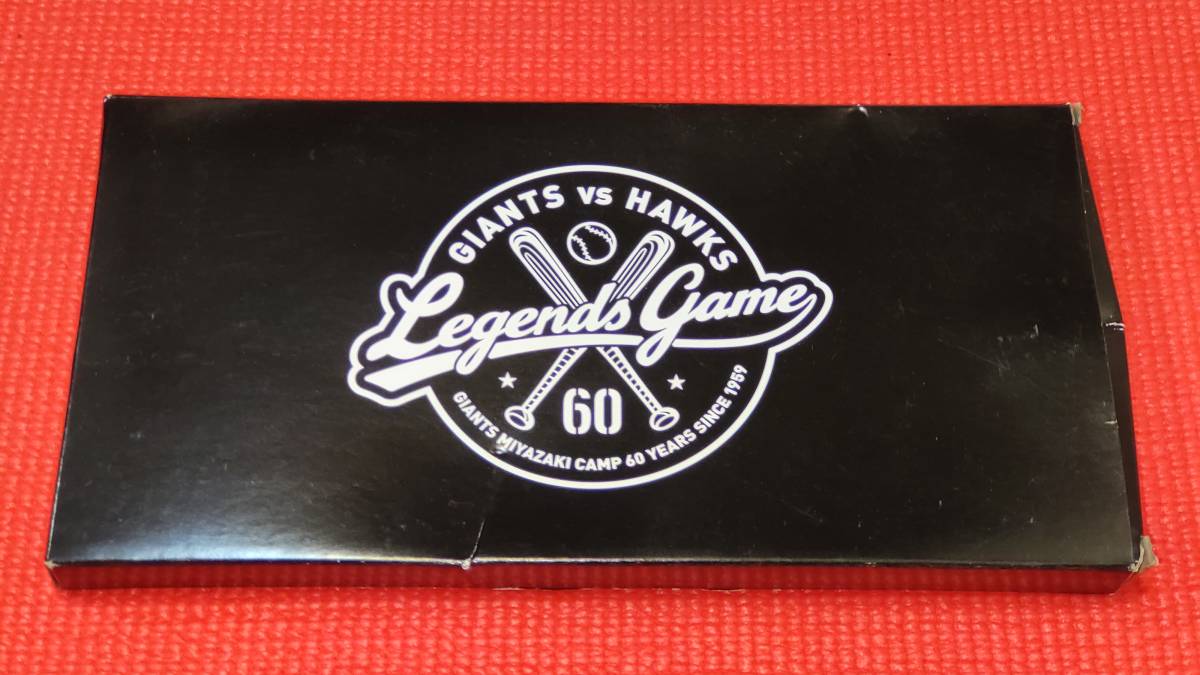 GIANTS vs HAWKS
Legends Game
60
GIANTS MIYAZAKI CAMP 60 YEARS SINCE 1959